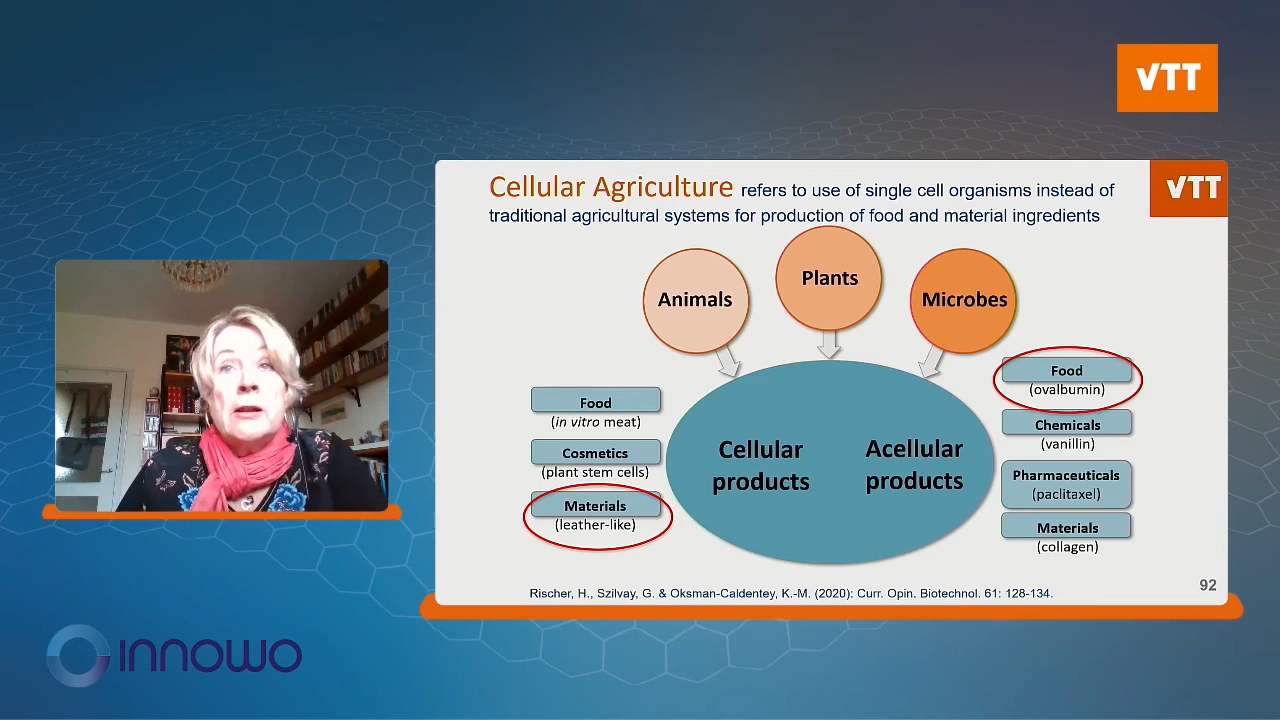 VTT
Cellular Agriculture refers to use of single cell organisms instead of
traditional agricultural systems for production of food and material ingredients
VTT
Animals
Plants
Microbes
Food
(in vitro meat)
Cosmetics
(plant stem cells)
Materials
(leather-like)
Cellular
products
Acellular
products
Food
(ovalbumin)
Chemicals
(vanillin)
Pharmaceuticals
(paclitaxel)
Materials
(collagen)
Rischer, H., Szilvay, G. & Oksman-Caldentey, K.-M. (2020): Curr. Opin. Biotechnol. 61: 128-134.
92
INNOWO